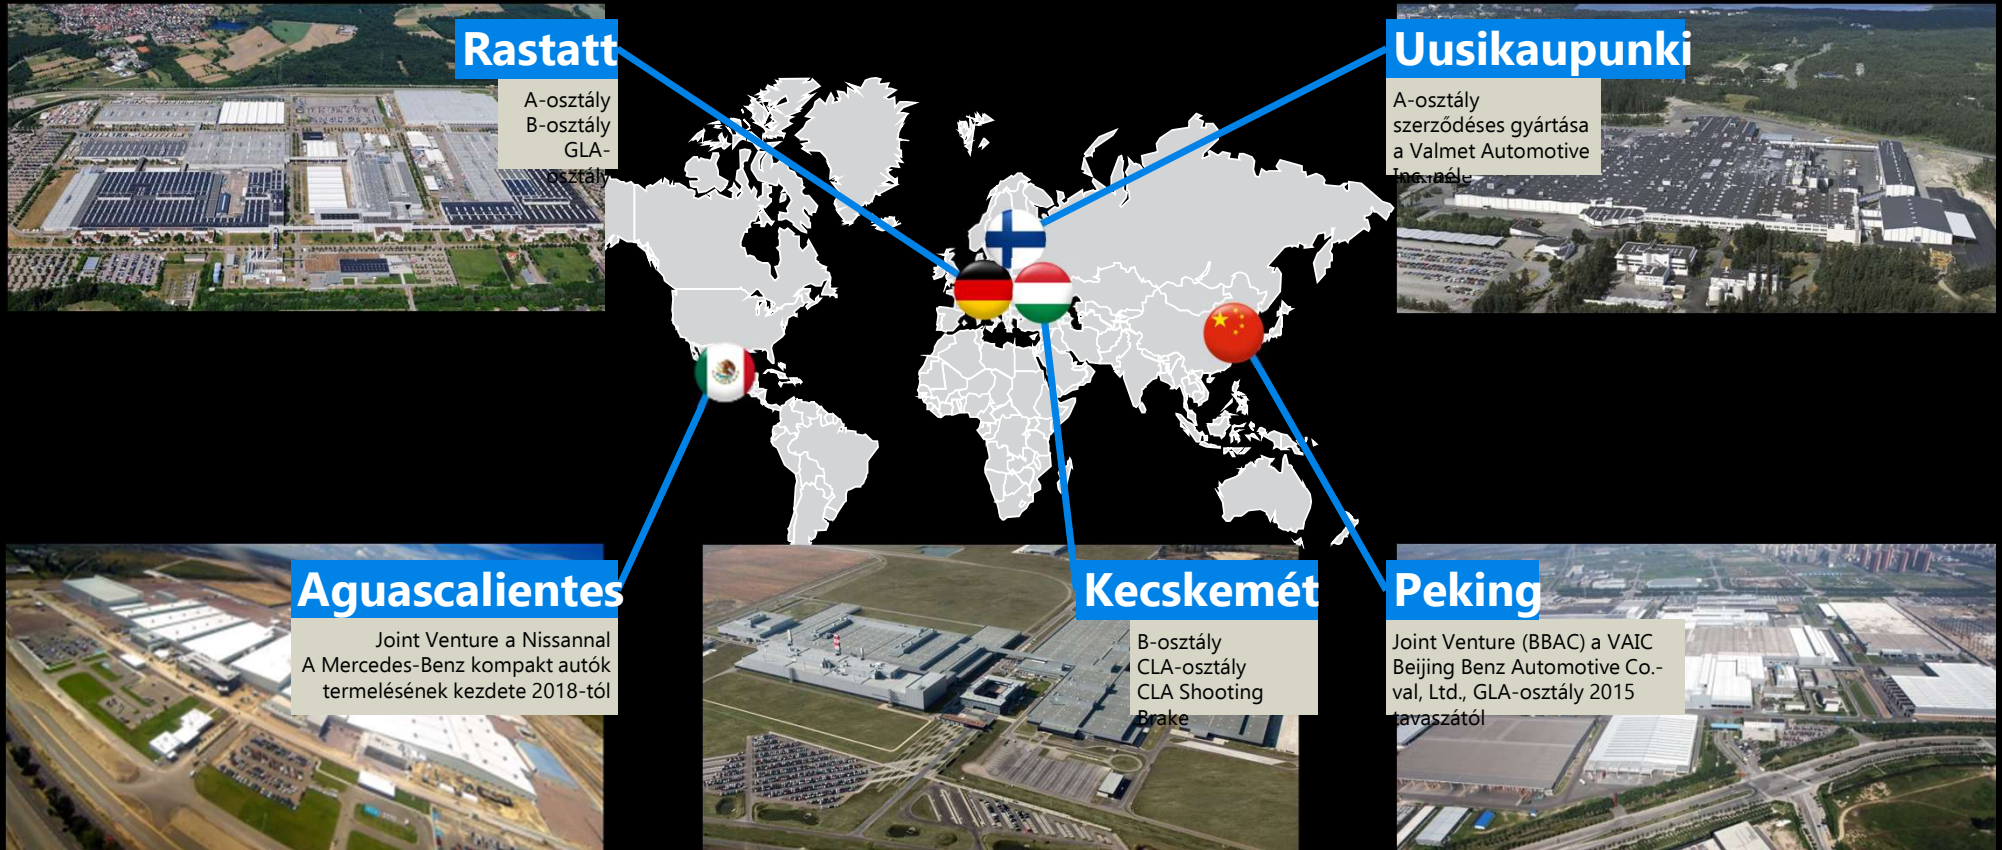 Rastatt
A-osztály
B-osztály
GLA-
osztály
Uusikaupunki
A-osztály
szerződéses gyártása
a Valmet Automotive
Aguascalientes
Joint Venture a Nissannal
A Mercedes-Benz kompakt autók
termelésének kezdete 2018-tól
Kecskemét
B-osztály
CLA-osztály
CLA Shooting
Brake
Peking
Joint Venture (BBAC) a VAIC
Beijing Benz Automotive Co.-
val, Ltd., GLA-osztály 2015
tavaszától